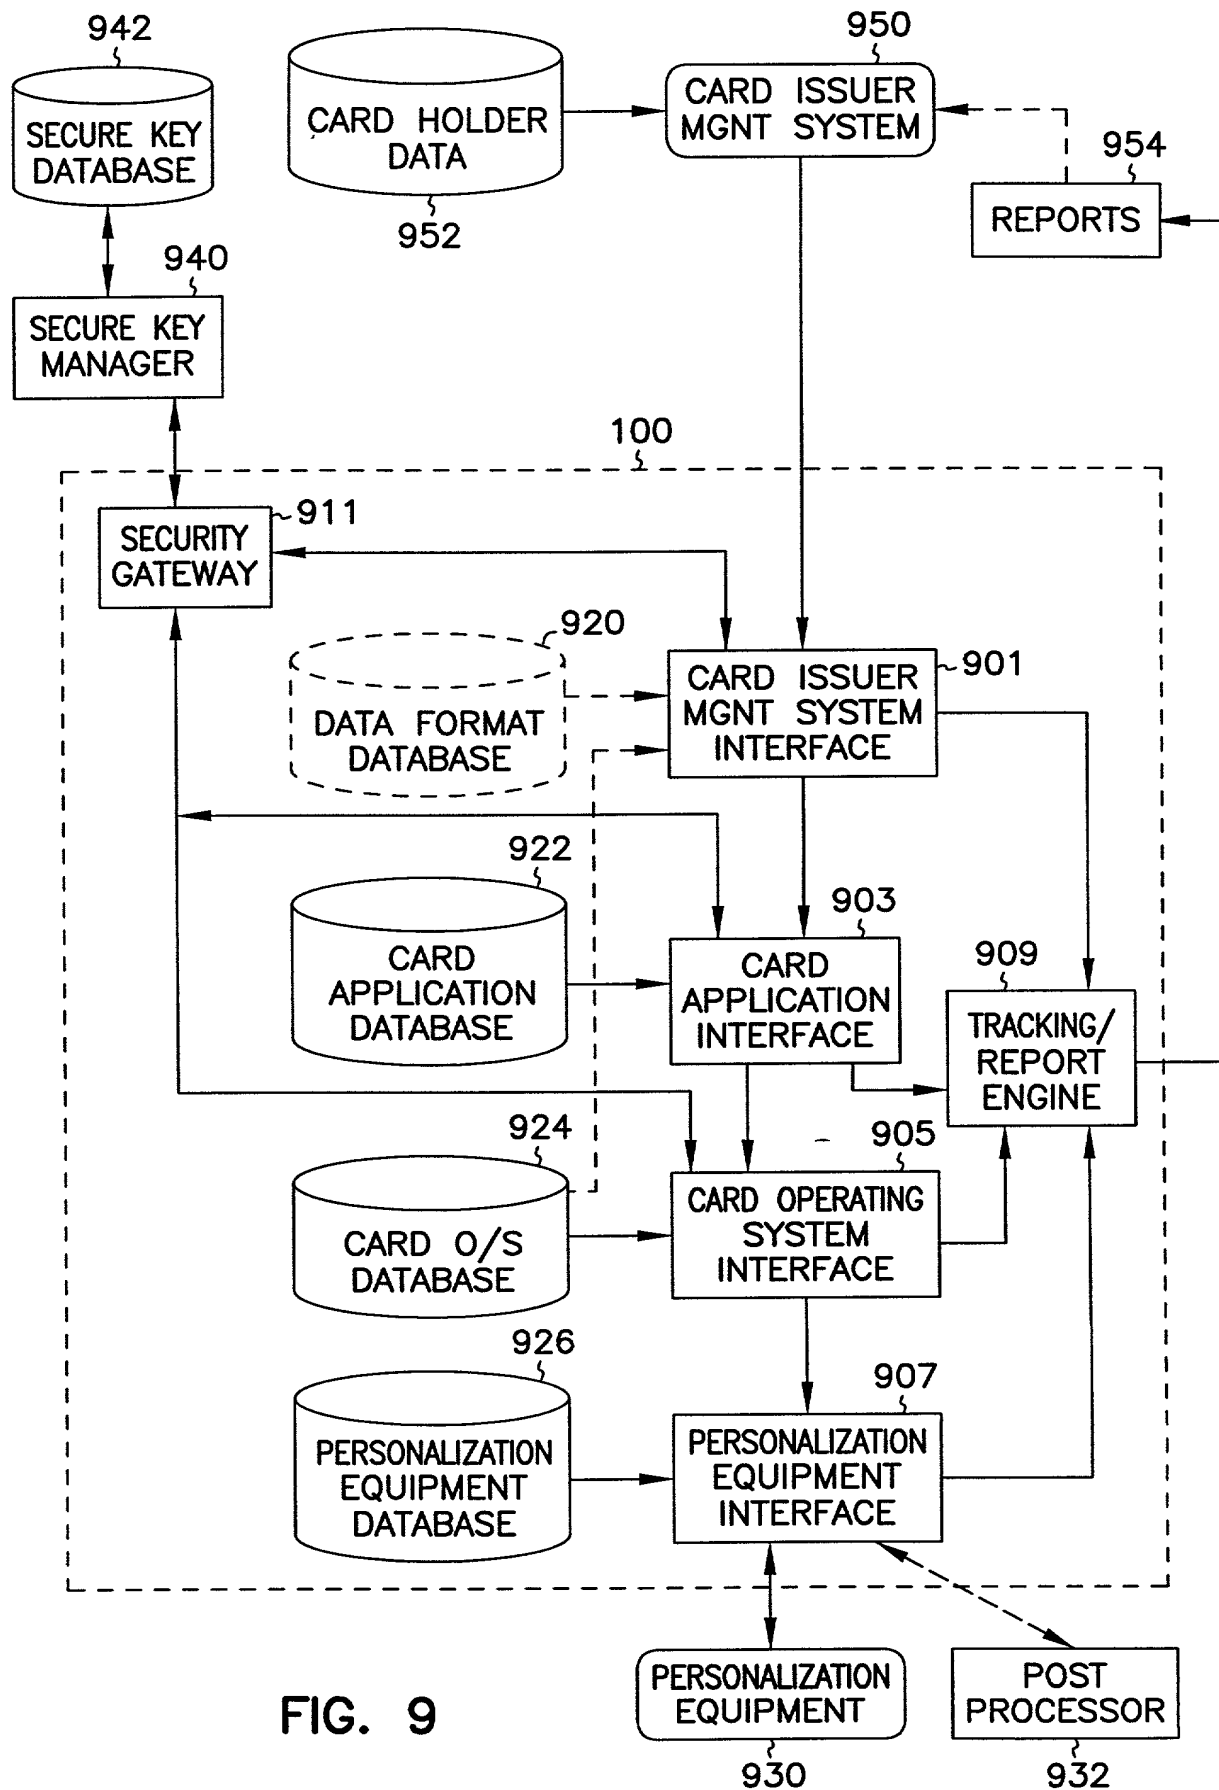 942
950
SECURE KEY
DATABASE
CARD HOLDER
DATA
952
CARD ISSUER
MGNT SYSTEM
954
REPORTS
940
SECURE KEY
MANAGER
100
911
SECURITY
GATEWAY
920
DATA FORMAT
DATABASE
901
CARD ISSUER
MGNT SYSTEM
INTERFACE
922
CARD
APPLICATION
DATABASE
903
CARD
APPLICATION
INTERFACE
909
TRACKING/
REPORT
ENGINE
924
CARD O/S
DATABASE
905
CARD OPERATING
SYSTEM
INTERFACE
926
PERSONALIZATION
EQUIPMENT
DATABASE
907
PERSONALIZATION
EQUIPMENT
INTERFACE
PERSONALIZATION
EQUIPMENT
930
POST
PROCESSOR
932
FIG. 9